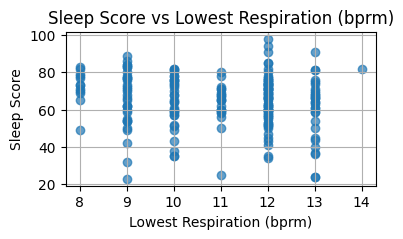 Sleep Score vs Lowest Respiration (bprm)
100
80
60
40
20
Sleep Score
8 9 10 11 12 13 14
Lowest Respiration (bprm)